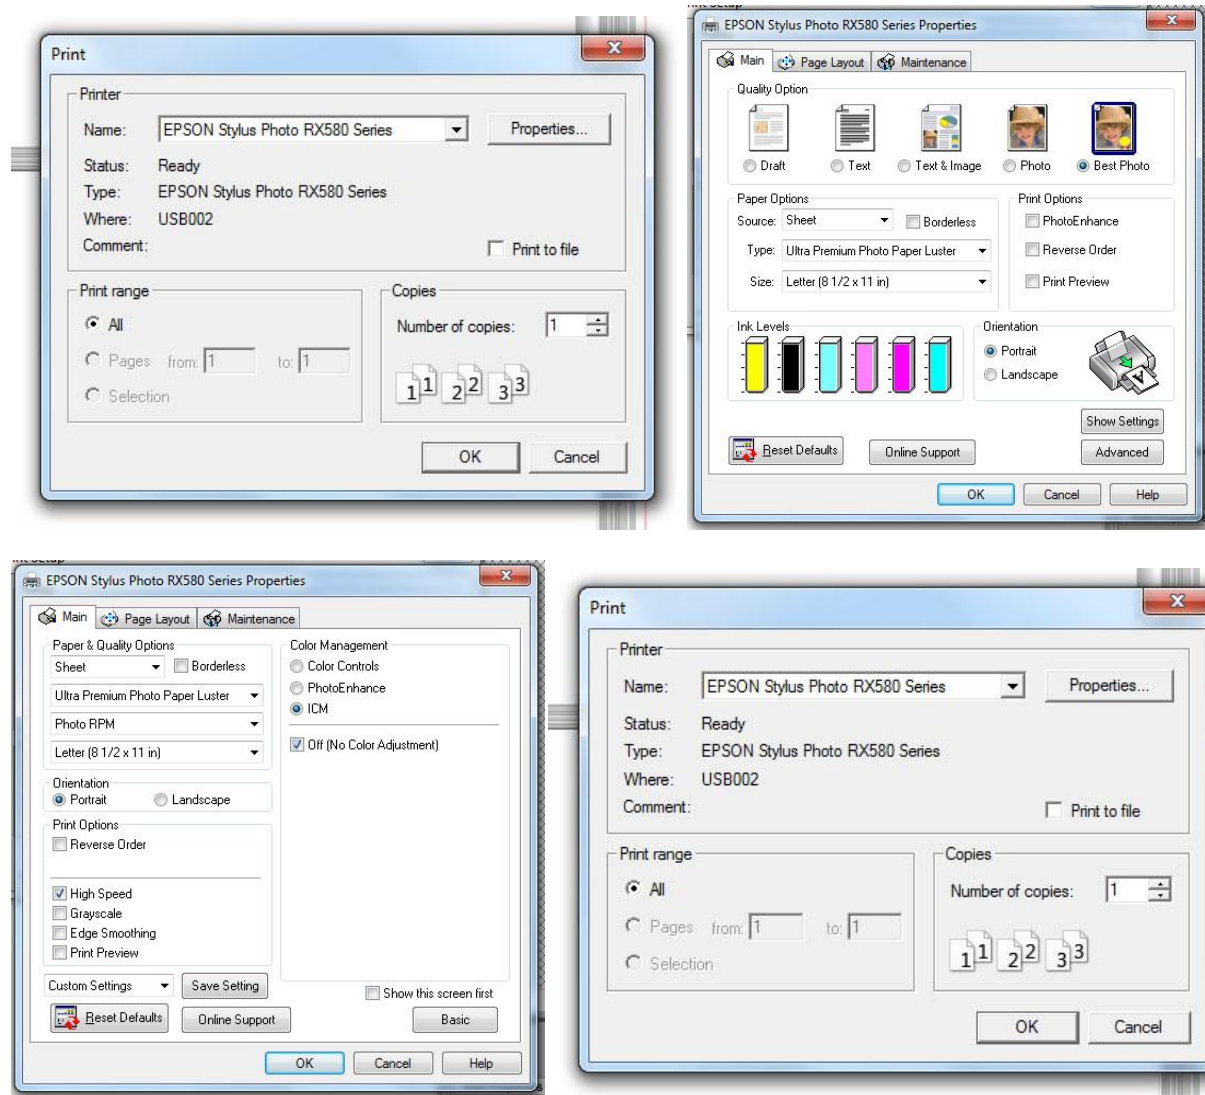 Print
Printer
Name: EPSON Stylus Photo RX580 Series Properties...
Status: Ready
Type: EPSON Stylus Photo RX580 Series
Where: USB002
Comment: Print to file
Print range
All
Pages from: 1 to: 1
Selection
Copies
Number of copies: 1
1 1 2 2 3 3
OK Cancel
EPSON Stylus Photo RX580 Series Properties
Main Page Layout Maintenance
Quality Option
Draft Text Text & Image Photo Best Photo
Paper Options
Source: Sheet Borderless
Type: Ultra Premium Photo Paper Luster
Size: Letter (8 1/2 x 11 in)
Print Options
PhotoEnhance
Reverse Order
Print Preview
Ink Levels
Orientation
Portrait
Landscape
Show Settings
Reset Defaults Online Support Advanced
OK Cancel Help
EPSON Stylus Photo RX580 Series Properties
Main Page Layout Maintenance
Paper & Quality Options
Sheet Borderless
Ultra Premium Photo Paper Luster
Photo RPM
Letter (8 1/2 x 11 in)
Orientation
Portrait Landscape
Print Options
Reverse Order
High Speed
Grayscale
Edge Smoothing
Print Preview
Color Management
Color Controls
PhotoEnhance
ICM
Off (No Color Adjustment)
Custom Settings Save Setting
Show this screen first
Reset Defaults Online Support Basic
OK Cancel Help
Print
Printer
Name: EPSON Stylus Photo RX580 Series Properties...
Status: Ready
Type: EPSON Stylus Photo RX580 Series
Where: USB002
Comment: Print to file
Print range
All
Pages from: 1 to: 1
Selection
Copies
Number of copies: 1
1 1 2 2 3 3
OK Cancel